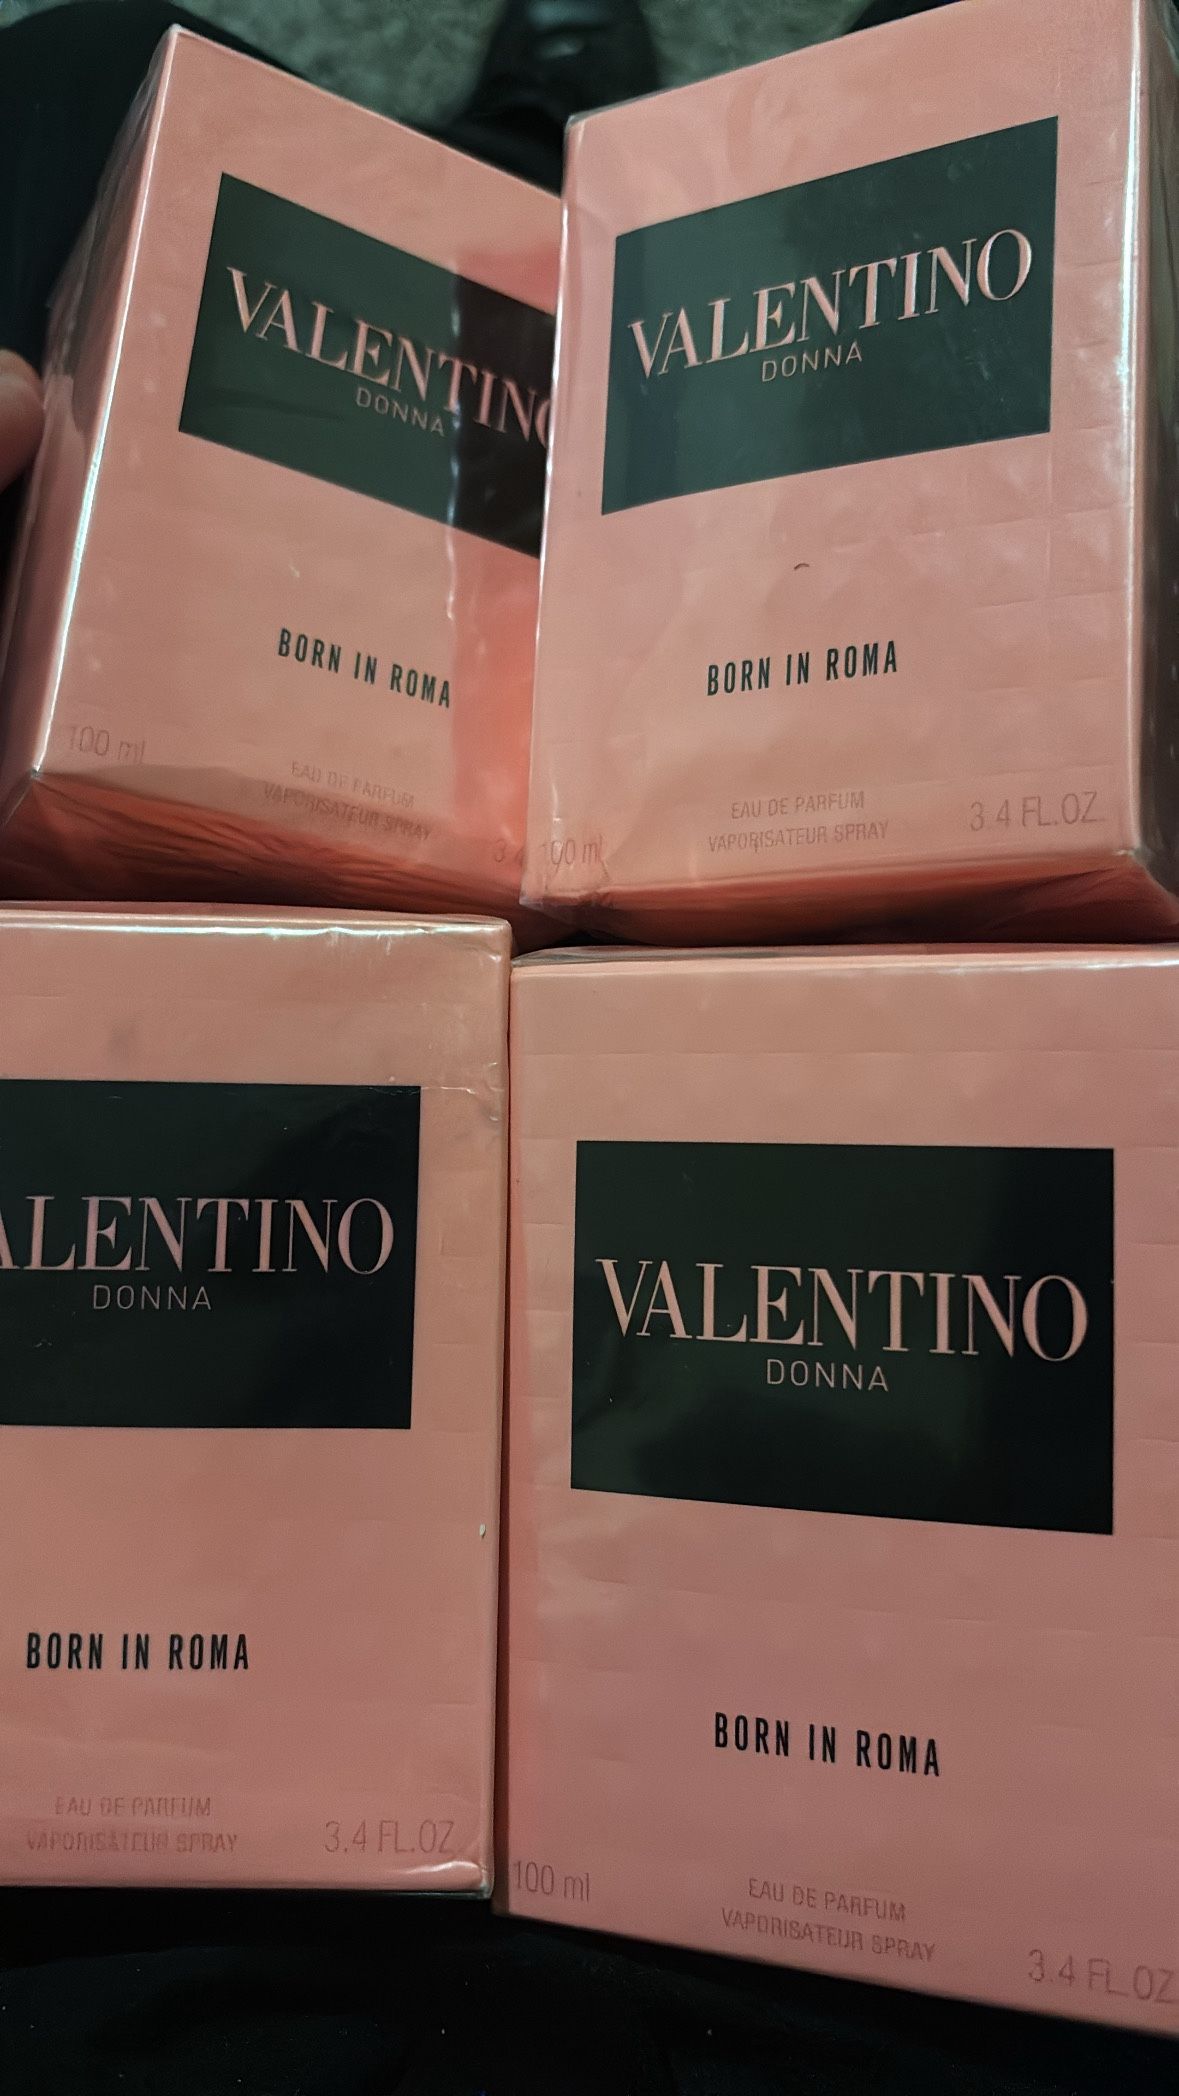 VALENTINO
DONNA
BORN IN ROMA
100 ml
EAU DE PARFUM
VAPORISATEUR SPRAY
3.4
VALENTINO
DONNA
BORN IN ROMA
100 ml
EAU DE PARFUM
VAPORISATEUR SPRAY
3.4 FL.OZ.
ALENTINO
DONNA
BORN IN ROMA
EAU DE PARFUM
VAPORISATEUR SPRAY
3.4 FL.OZ.
VALENTINO
DONNA
BORN IN ROMA
100 ml
EAU DE PARFUM
VAPORISATEUR SPRAY
3.4 FL.OZ